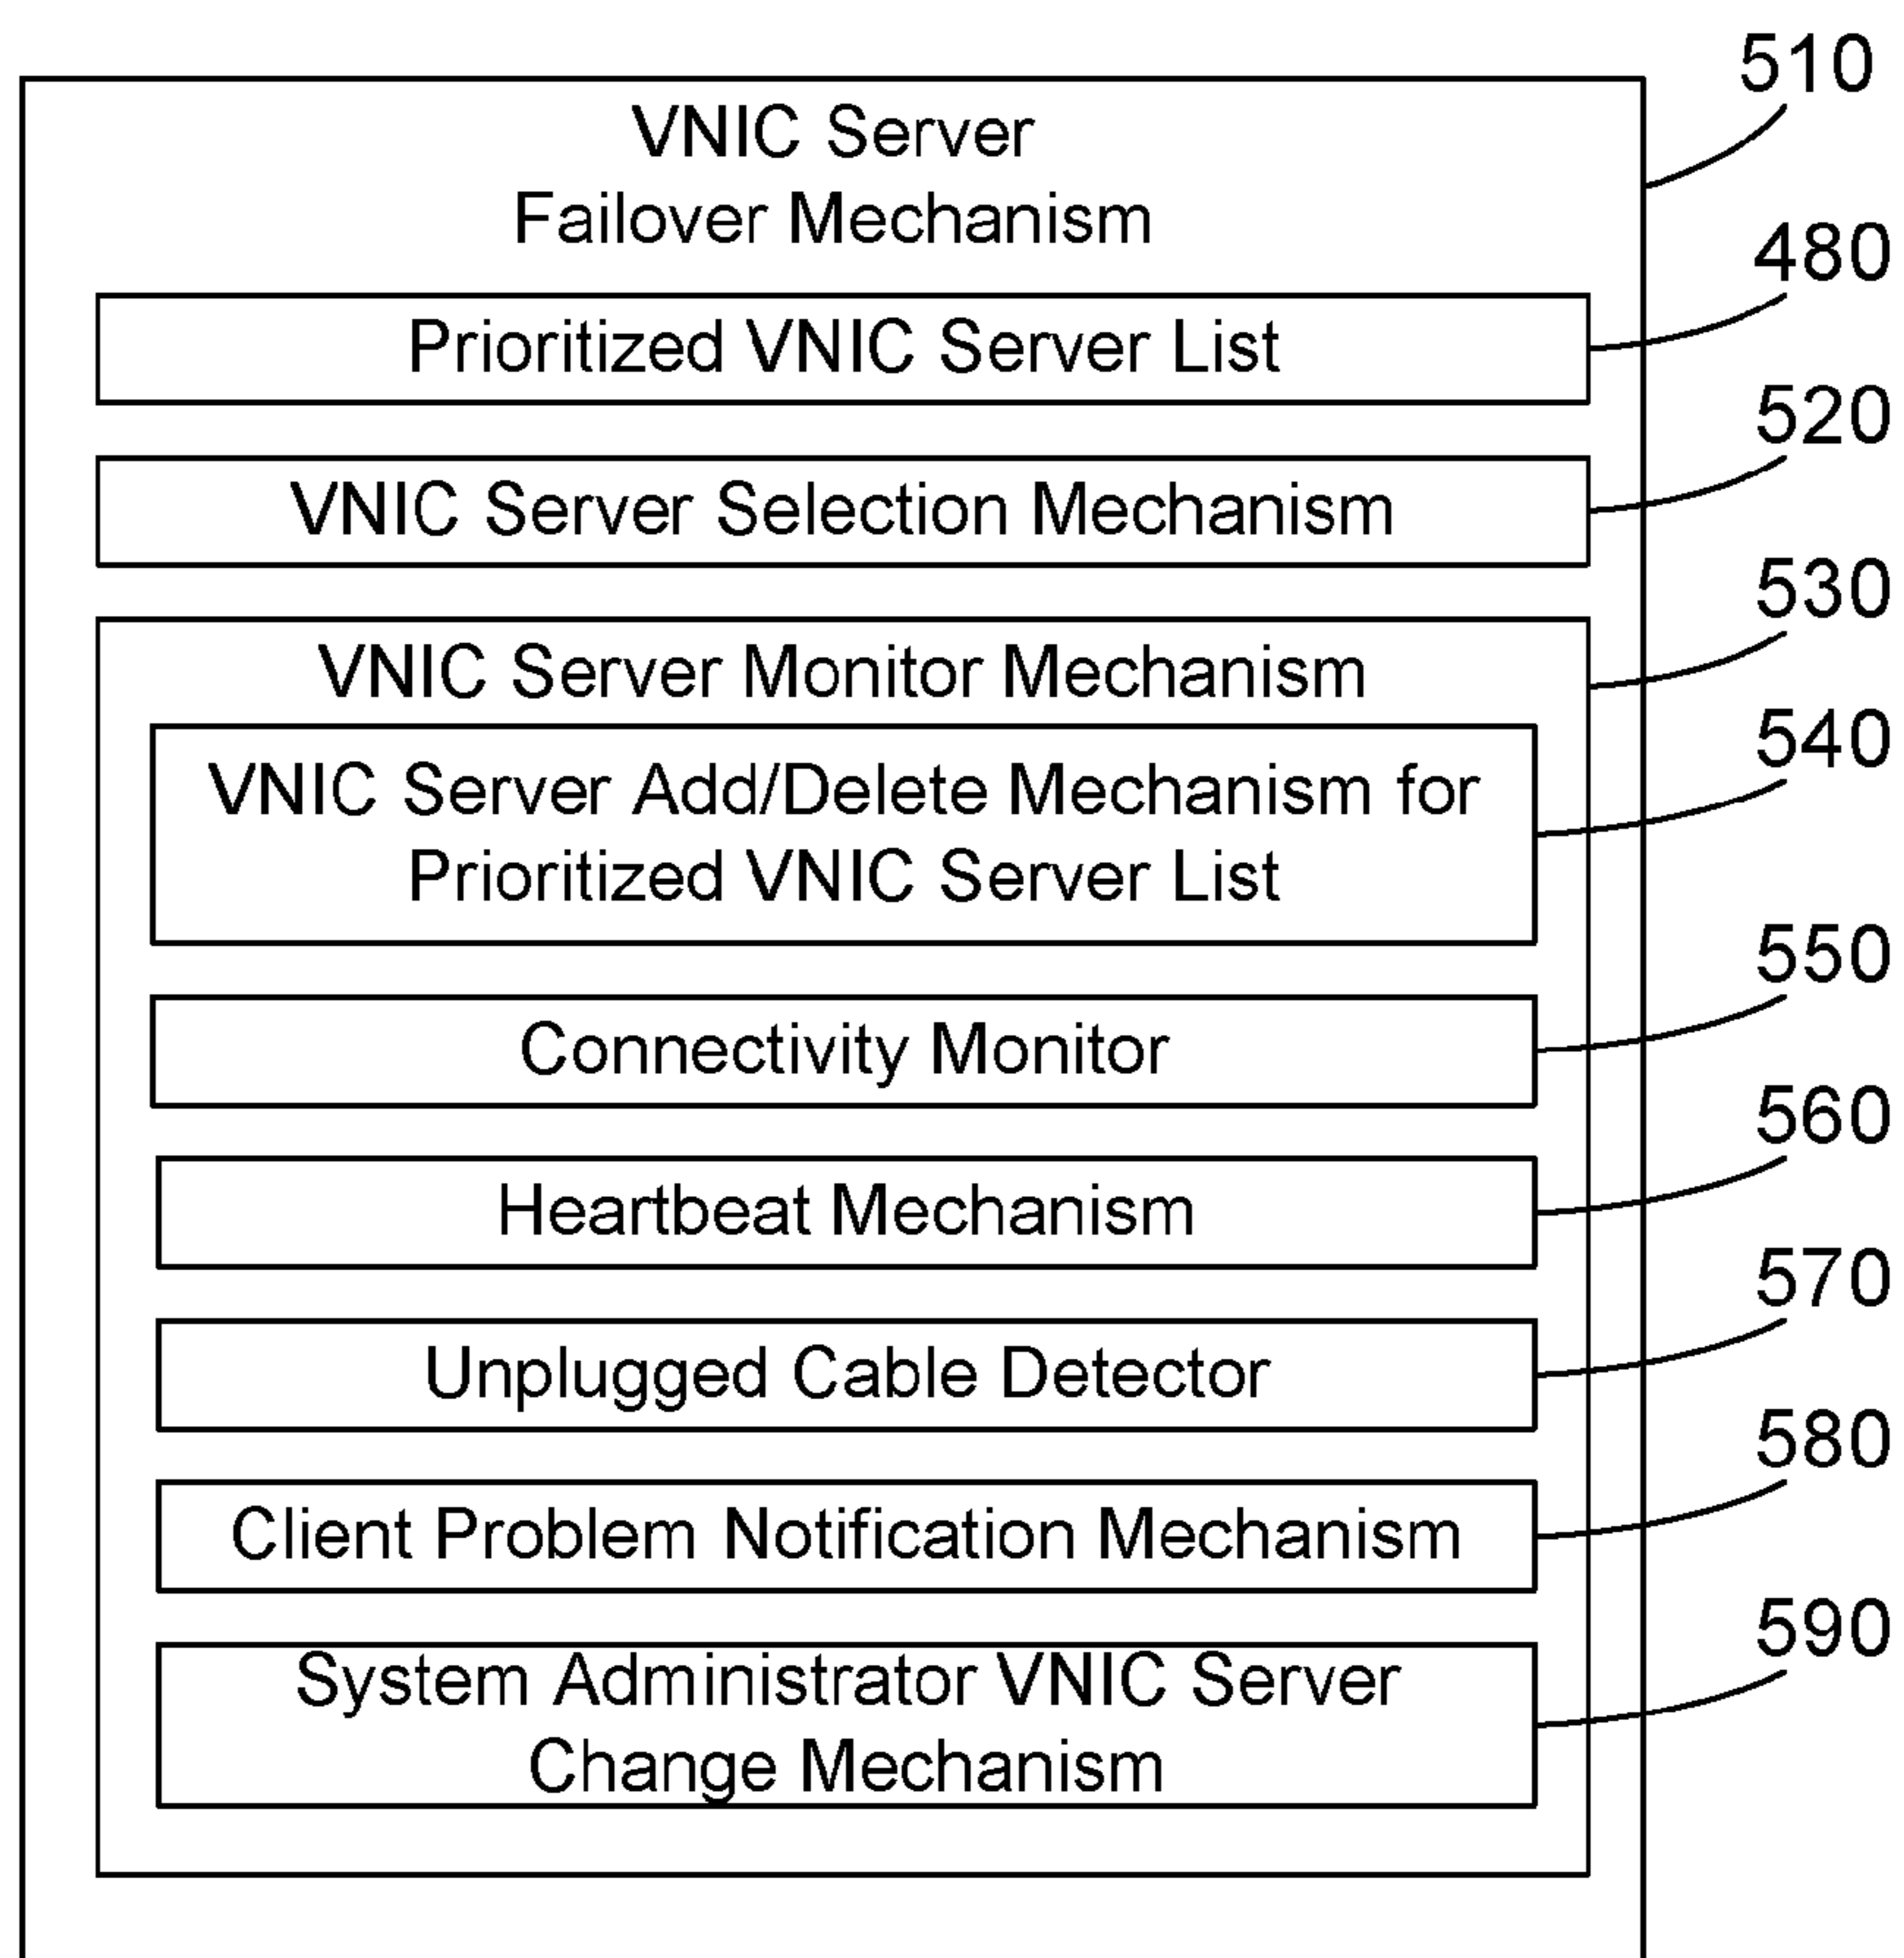 510
VNIC Server
Failover Mechanism
480
Prioritized VNIC Server List
520
VNIC Server Selection Mechanism
530
VNIC Server Monitor Mechanism
540
VNIC Server Add/Delete Mechanism for
Prioritized VNIC Server List
550
Connectivity Monitor
560
Heartbeat Mechanism
570
Unplugged Cable Detector
580
Client Problem Notification Mechanism
590
System Administrator VNIC Server
Change Mechanism